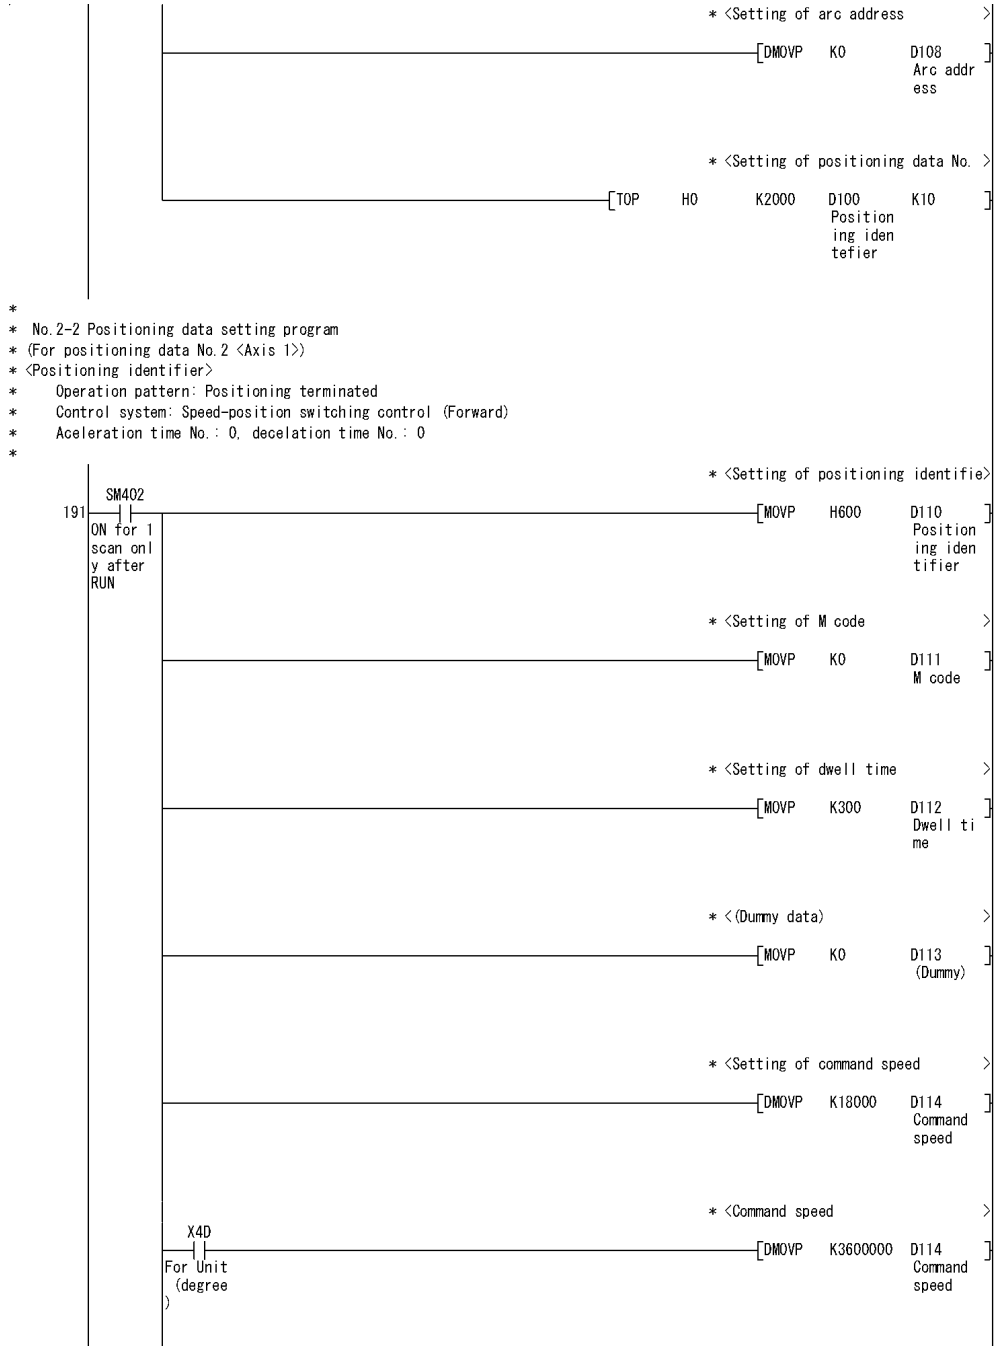 * <Setting of arc address >
[DMOVP K0 D108 ]
Arc addr
ess
* <Setting of positioning data No. >
[TOP H0 K2000 D100 K10 ]
Position
ing iden
tefier
*
* No.2-2 Positioning data setting program
* (For positioning data No.2 <Axis 1>)
* <Positioning identifier>
* Operation pattern: Positioning terminated
* Control system: Speed-position switching control (Forward)
* Aceleration time No.: 0, decelation time No.: 0
*
* <Setting of positioning identifie>
SM402
191 [MOVP H600 D110 ]
ON for 1 Position
scan onl ing iden
y after tifier
RUN
* <Setting of M code >
[MOVP K0 D111 ]
M code
* <Setting of dwell time >
[MOVP K300 D112 ]
Dwell ti
me
* <(Dummy data) >
[MOVP K0 D113 ]
(Dummy)
* <Setting of command speed >
[DMOVP K18000 D114 ]
Command
speed
* <Command speed >
X4D
[DMOVP K3600000 D114 ]
For Unit Command
(degree speed
)